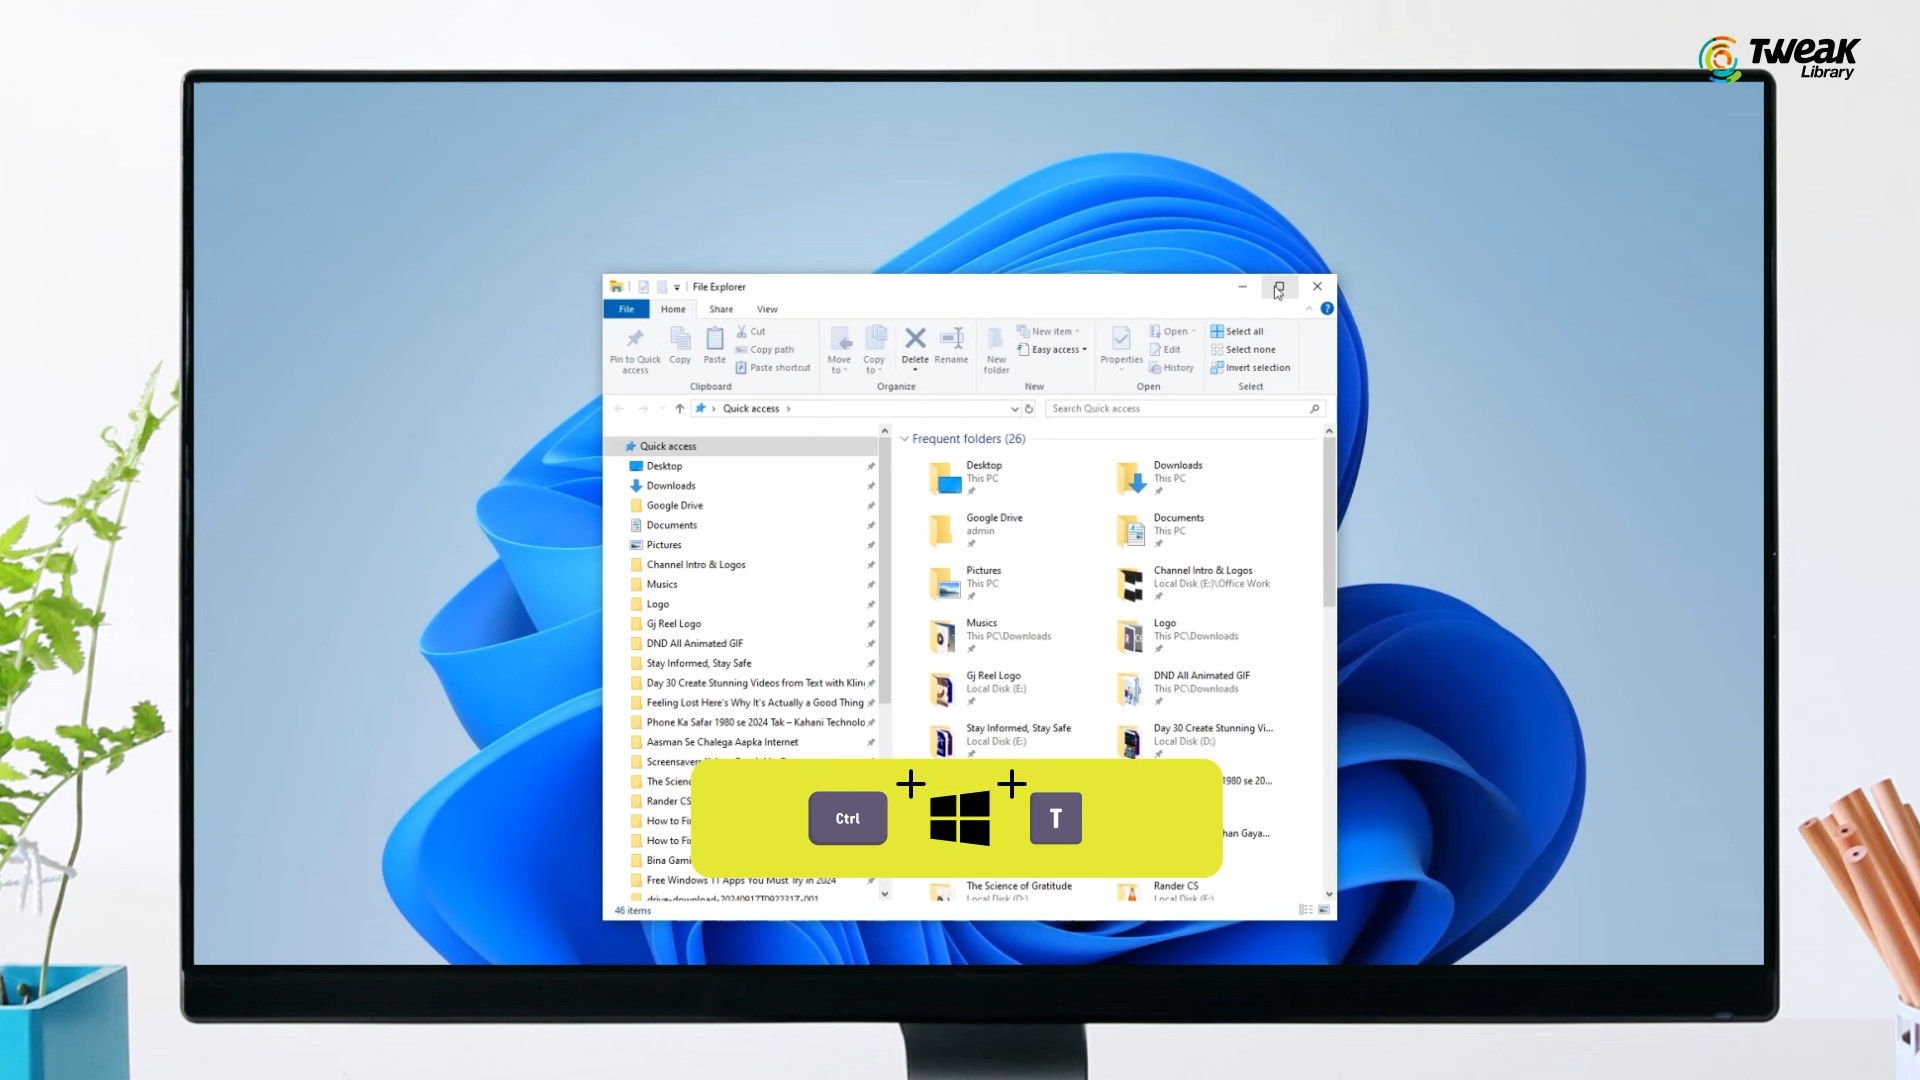 TWEAK
Library
File Explorer
File Home Share View
Pin to Quick access
Copy
Paste
Cut
Copy path
Paste shortcut
Move to
Copy to
Delete
Rename
New folder
New item
Easy access
Properties
Open
Edit
History
Select all
Select none
Invert selection
Clipboard Organize New Open Select
Quick access
Search Quick access
Quick access
Desktop
Downloads
Google Drive
Documents
Pictures
Channel Intro & Logos
Musics
Logo
Gj Reel Logo
DND All Animated GIF
Stay Informed, Stay Safe
Day 30 Create Stunning Videos from Text with Kling
Feeling Lost Here's Why It's Actually a Good Thing
Phone Ka Safar 1980 se 2024 Tak – Kahani Technolo
Aasman Se Chalega Aapka Internet
The Scien
Rander CS
How to Fi
How to Fi
Bina Gami
Free Windows 11 Apps You Must Try in 2024
drive-download-20240917T092231Z-001
46 items
Frequent folders (26)
Desktop
This PC
Downloads
This PC
Google Drive
admin
Documents
This PC
Pictures
This PC
Channel Intro & Logos
Local Disk (E:)\Office Work
Musics
This PC\Downloads
Logo
This PC\Downloads
Gj Reel Logo
Local Disk (E:)
DND All Animated GIF
This PC\Downloads
Stay Informed, Stay Safe
Local Disk (E:)
Day 30 Create Stunning Vi...
Local Disk (D:)
1980 se 20...
han Gaya...
The Science of Gratitude
Local Disk (D:)
Rander CS
Local Disk (E:)
Ctrl + + T